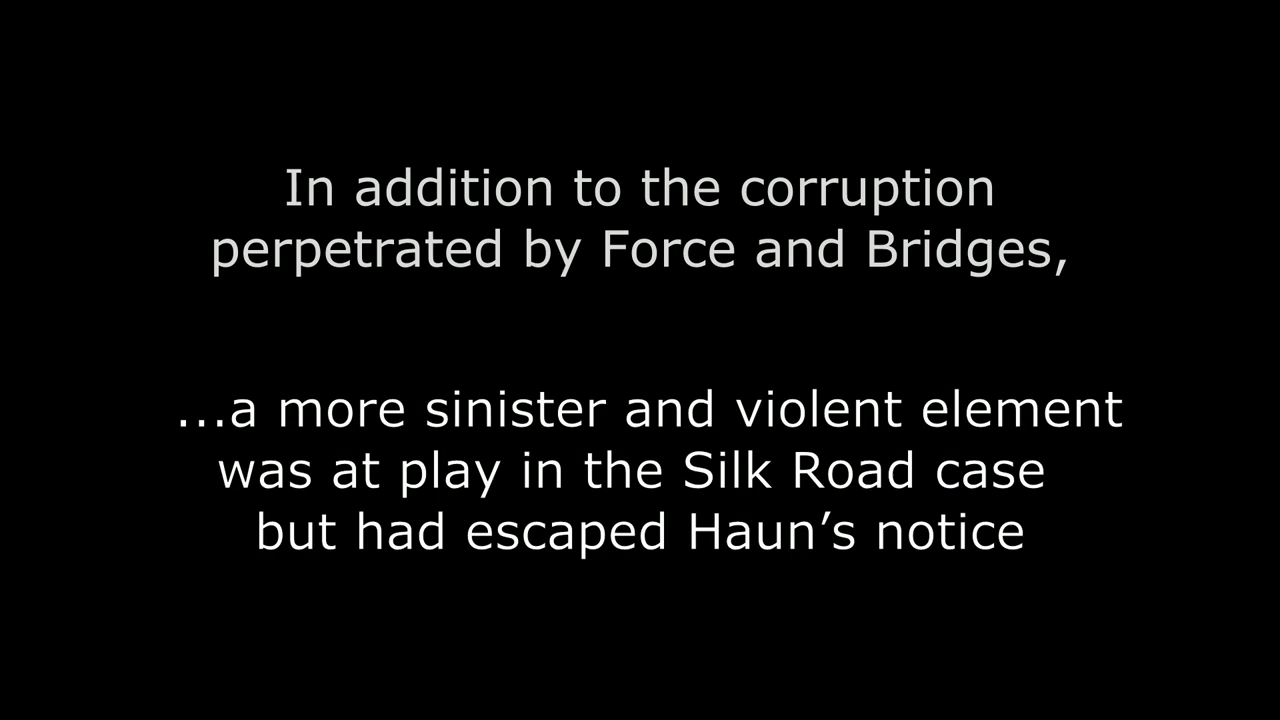 In addition to the corruption
perpetrated by Force and Bridges,
...a more sinister and violent element
was at play in the Silk Road case
but had escaped Haun’s notice